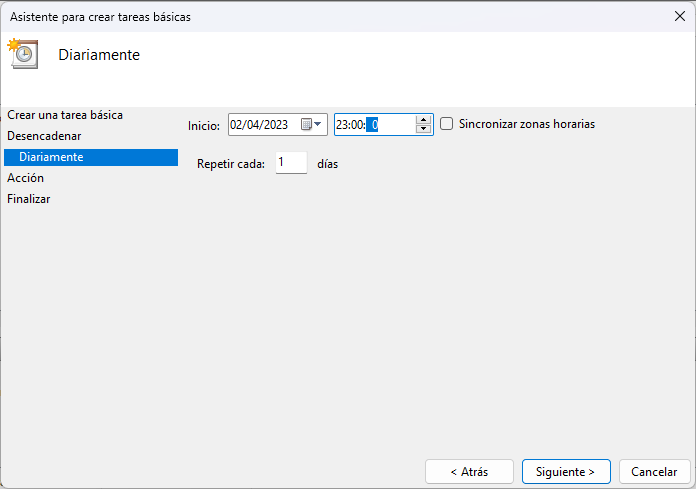 Asistente para crear tareas básicas
Diariamente
Crear una tarea básica
Desencadenar
Diariamente
Acción
Finalizar
Inicio: 02/04/2023 23:00: 0 Sincronizar zonas horarias
Repetir cada: 1 días
< Atrás Siguiente > Cancelar